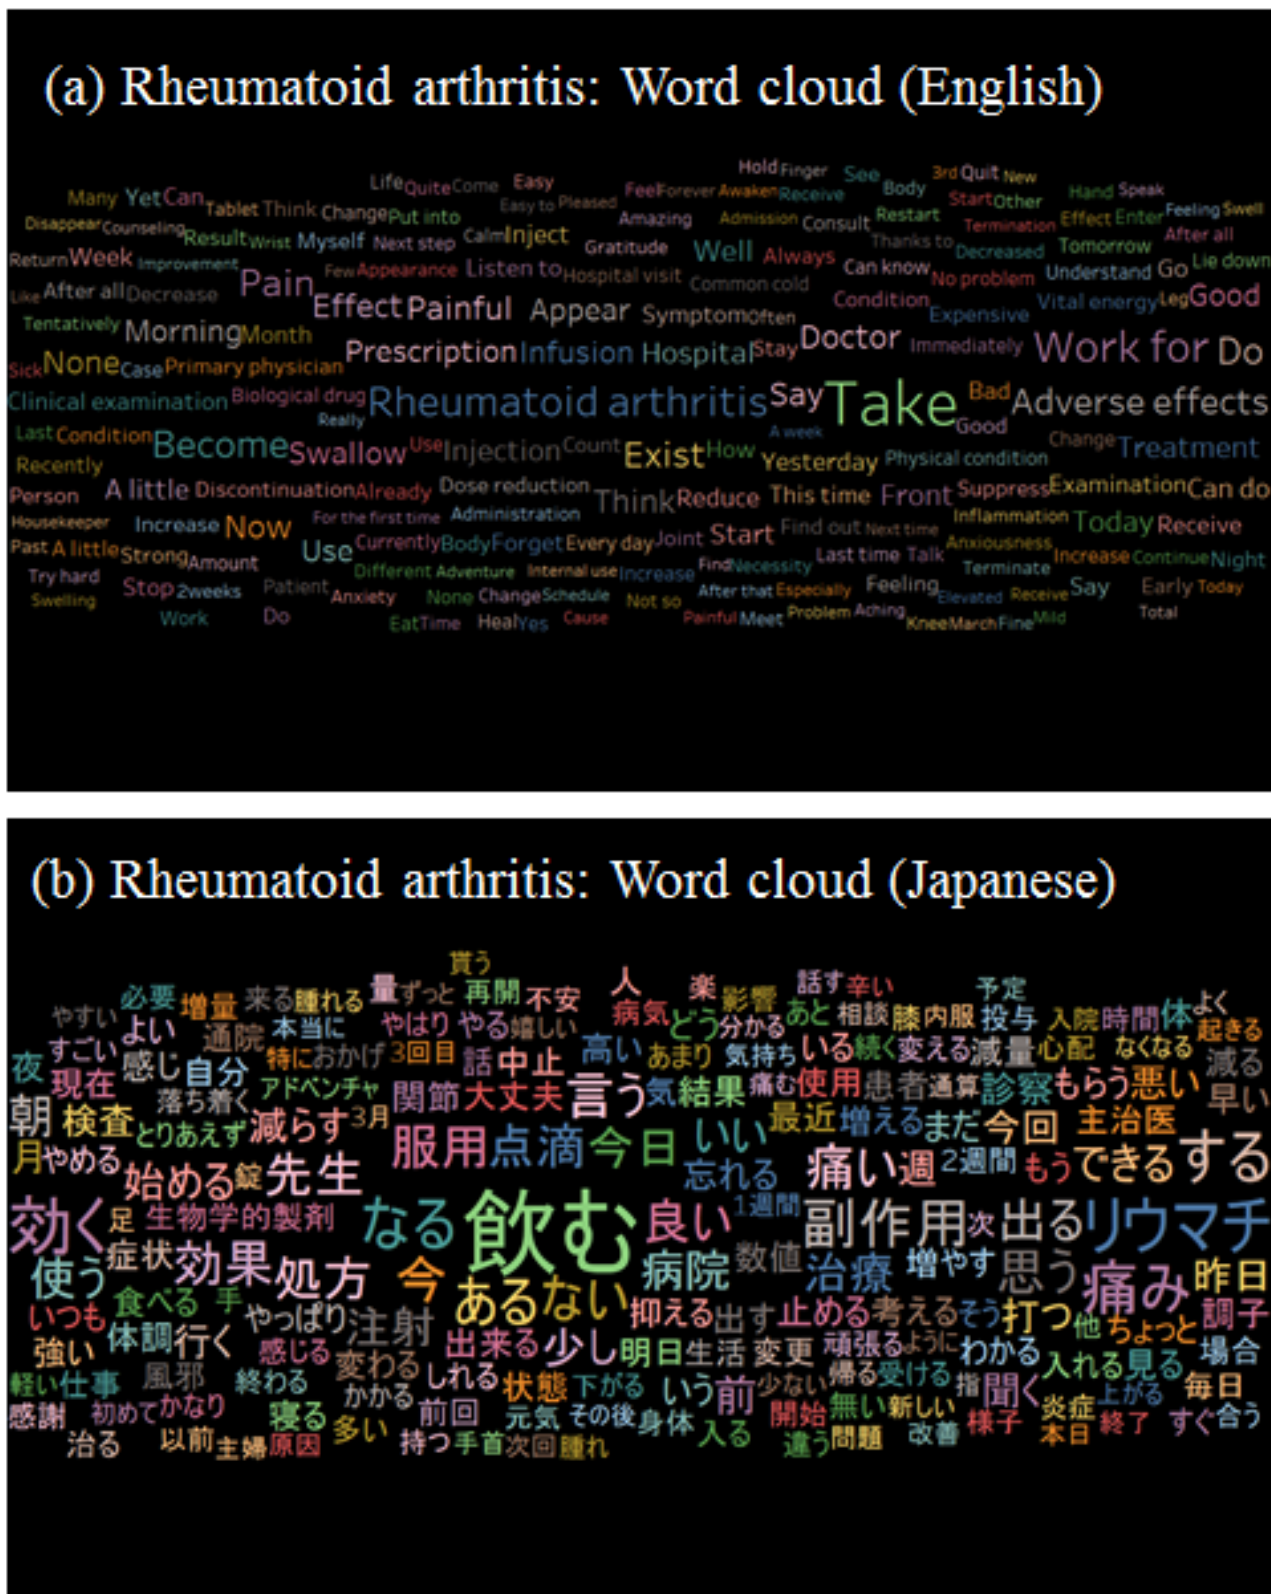 (a) Rheumatoid arthritis: Word cloud (English)
Hold Finger See 3rd Quit New
Life Quite Come Easy Feel Forever Awaken Receive Body Start Other Hand Speak
Many Yet Can Tablet Think Change Put into Easy to Pleased Amazing Admission Consult Restart Termination Effect Enter Feeling Swell
Disappear Counseling Result Wrist Myself Next step Calm Inject Gratitude Well Always Thanks to Decreased Tomorrow After all
Return Week Improvement Pain Few Appearance Listen to Hospital visit Common cold Can know No problem Understand Go Lie down
Like After all Decrease Effect Painful Appear Symptom Often Condition Expensive Vital energy Leg Good
Tentatively Morning Month Prescription Infusion Hospital Stay Doctor Immediately Work for Do
Sick None Case Primary physician
Clinical examination Biological drug Rheumatoid arthritis Say Take Bad Adverse effects
Really Good
Last Condition Become Swallow Use Injection Count Exist How A week Yesterday Physical condition Change Treatment
Recently
Person A little Discontinuation Already Dose reduction Think Reduce This time Front Suppress Examination Can do
Housekeeper Increase Now For the first time Administration Start Find out Next time Inflammation Today Receive
Past A little Strong Amount Use Currently Body Forget Every day Joint Last time Talk Anxiousness Increase Continue Night
Try hard Stop 2weeks Patient Different Adventure Internal use Increase Find Necessity Feeling Terminate Say Early Today
Swelling Anxiety None Change Schedule Not so After that Especially Elevated Receive
Work Do Eat Time Heal Yes Cause Painful Meet Problem Aching Knee March Fine Mild Total
(b) Rheumatoid arthritis: Word cloud (Japanese)
貰う
必要 増量 来る 腫れる 量 ずっと 再開 不安 人 楽 影響 話す 辛い 予定
やすい よい 通院 本当に やはり やる 嬉しい 病気 どう 分かる あと 相談 膝 内服 投与 入院 時間 体 よく 起きる
夜 すごい 感じ 自分 特に おかげ 3回目 話 中止 高い あまり 気持ち いる 続く 変える 減量 心配 なくなる 減る
現在 落ち着く アドベンチャ 関節 大丈夫 言う 気 結果 痛む 使用 患者 通算 診察 もらう 悪い 早い
朝 検査 とりあえず 減らす 3月 服用 点滴 今日 いい 最近 増える まだ 今回 主治医
月 やめる 始める 錠 先生 忘れる 痛い 週 2週間 もう できる する
効く 足 生物学的製剤 なる 飲む 良い 1週間 副作用 次 出る リウマチ
使う 症状 効果 処方 今 病院 数値 治療 増やす 思う 痛み 昨日
いつも 食べる 手 やっぱり 注射 ある ない 抑える 出す 止める 考える そう 打つ 他 ちょっと 調子
強い 体調 行く 感じる 変わる 出来る 少し 明日 生活 変更 頑張る ように わかる 入れる 見る 場合
軽い 仕事 風邪 終わる かかる しれる 状態 下がる いう 前 少ない 帰る 受ける 指 聞く 上がる 毎日
感謝 初めて かなり 寝る 多い 前回 元気 その後 身体 入る 開始 無い 新しい 様子 炎症 終了 すぐ 合う
治る 以前 主婦 原因 持つ 手首 次回 腫れ 違う 問題 改善 本日